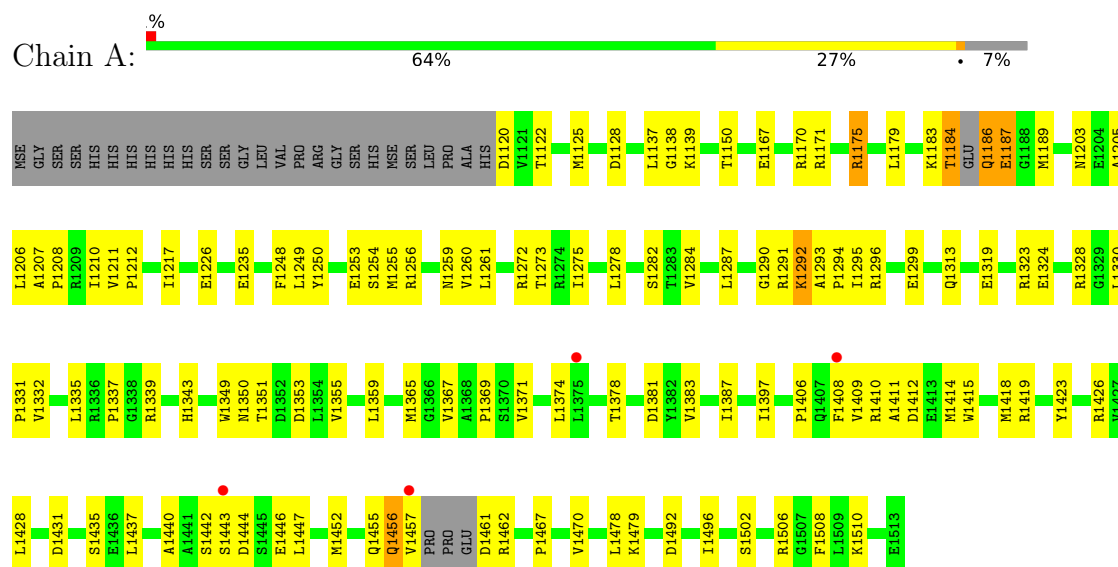 .%
Chain A:
64% 27% • 7%
MSE GLY SER SER HIS HIS HIS HIS HIS HIS SER SER GLY LEU VAL PRO ARG GLY SER HIS MSE SER LEU PRO ALA HIS D1120 V1121 T1122 M1125 D1128 L1137 G1138 K1139 T1150 E1167 R1170 R1171 R1175 L1179 K1183 T1184 GLU Q1186 E1187 G1188 M1189 N1203 E1204 A1205
L1206 A1207 P1208 R1209 I1210 V1211 P1212 I1217 E1226 E1235 F1248 L1249 Y1250 E1253 S1254 M1255 R1256 N1259 V1260 L1261 R1272 T1273 R1274 I1275 L1278 S1282 T1283 V1284 L1287 G1290 R1291 K1292 A1293 P1294 I1295 R1296 E1299 Q1313 E1319 R1323 E1324 R1328 G1329 L1330
P1331 V1332 L1335 R1336 P1337 G1338 R1339 H1343 W1349 N1350 T1351 D1352 D1353 L1354 V1355 L1359 M1365 G1366 V1367 A1368 P1369 S1370 V1371 L1374 L1375 T1378 D1381 Y1382 V1383 I1387 I1397 P1406 Q1407 F1408 V1409 R1410 A1411 D1412 E1413 M1414 W1415 M1418 R1419 Y1423 R1426
L1428 D1431 S1435 E1436 L1437 A1440 A1441 S1442 S1443 D1444 S1445 E1446 L1447 M1452 Q1455 Q1456 V1457 PRO PRO GLU D1461 R1462 P1467 V1470 L1478 K1479 D1492 I1496 S1502 R1506 G1507 F1508 L1509 K1510 E1513